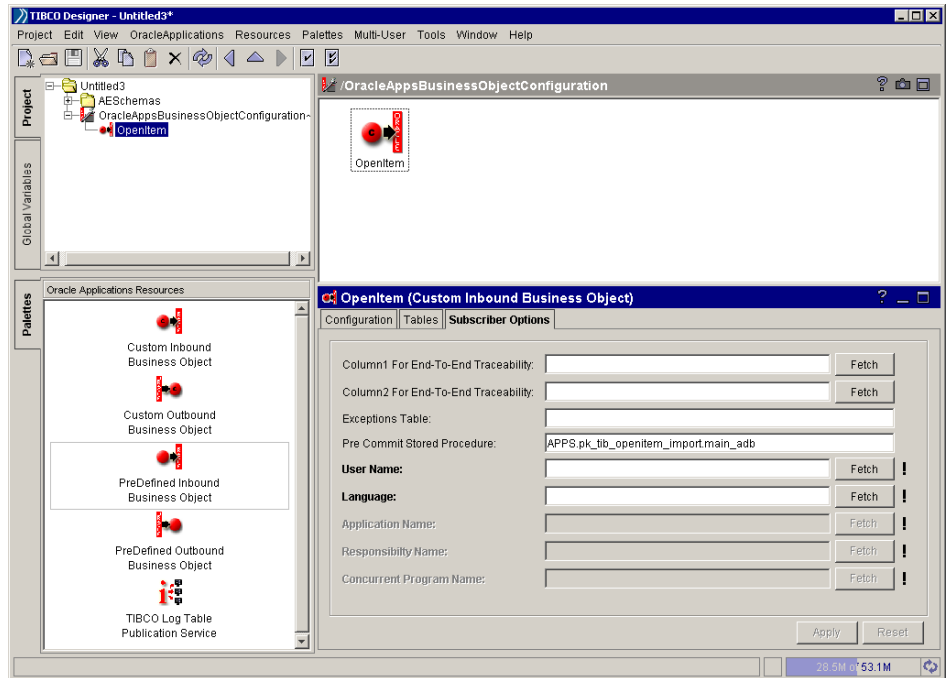 TIBCO Designer - Untitled3*
Project Edit View OracleApplications Resources Palettes Multi-User Tools Window Help
Project
Global Variables
Untitled3
AESchemas
OracleAppsBusinessObjectConfiguration~
OpenItem
/OracleAppsBusinessObjectConfiguration
?
OpenItem
Palettes
Oracle Applications Resources
Custom Inbound
Business Object
Custom Outbound
Business Object
PreDefined Inbound
Business Object
PreDefined Outbound
Business Object
TIBCO Log Table
Publication Service
OpenItem (Custom Inbound Business Object)
?
Configuration Tables Subscriber Options
Column1 For End-To-End Traceability: Fetch
Column2 For End-To-End Traceability: Fetch
Exceptions Table:
Pre Commit Stored Procedure: APPS.pk_tib_openitem_import.main_adb
User Name: Fetch !
Language: Fetch !
Application Name: Fetch !
Responsibilty Name: Fetch !
Concurrent Program Name: Fetch !
Apply Reset
28.5M of 53.1M